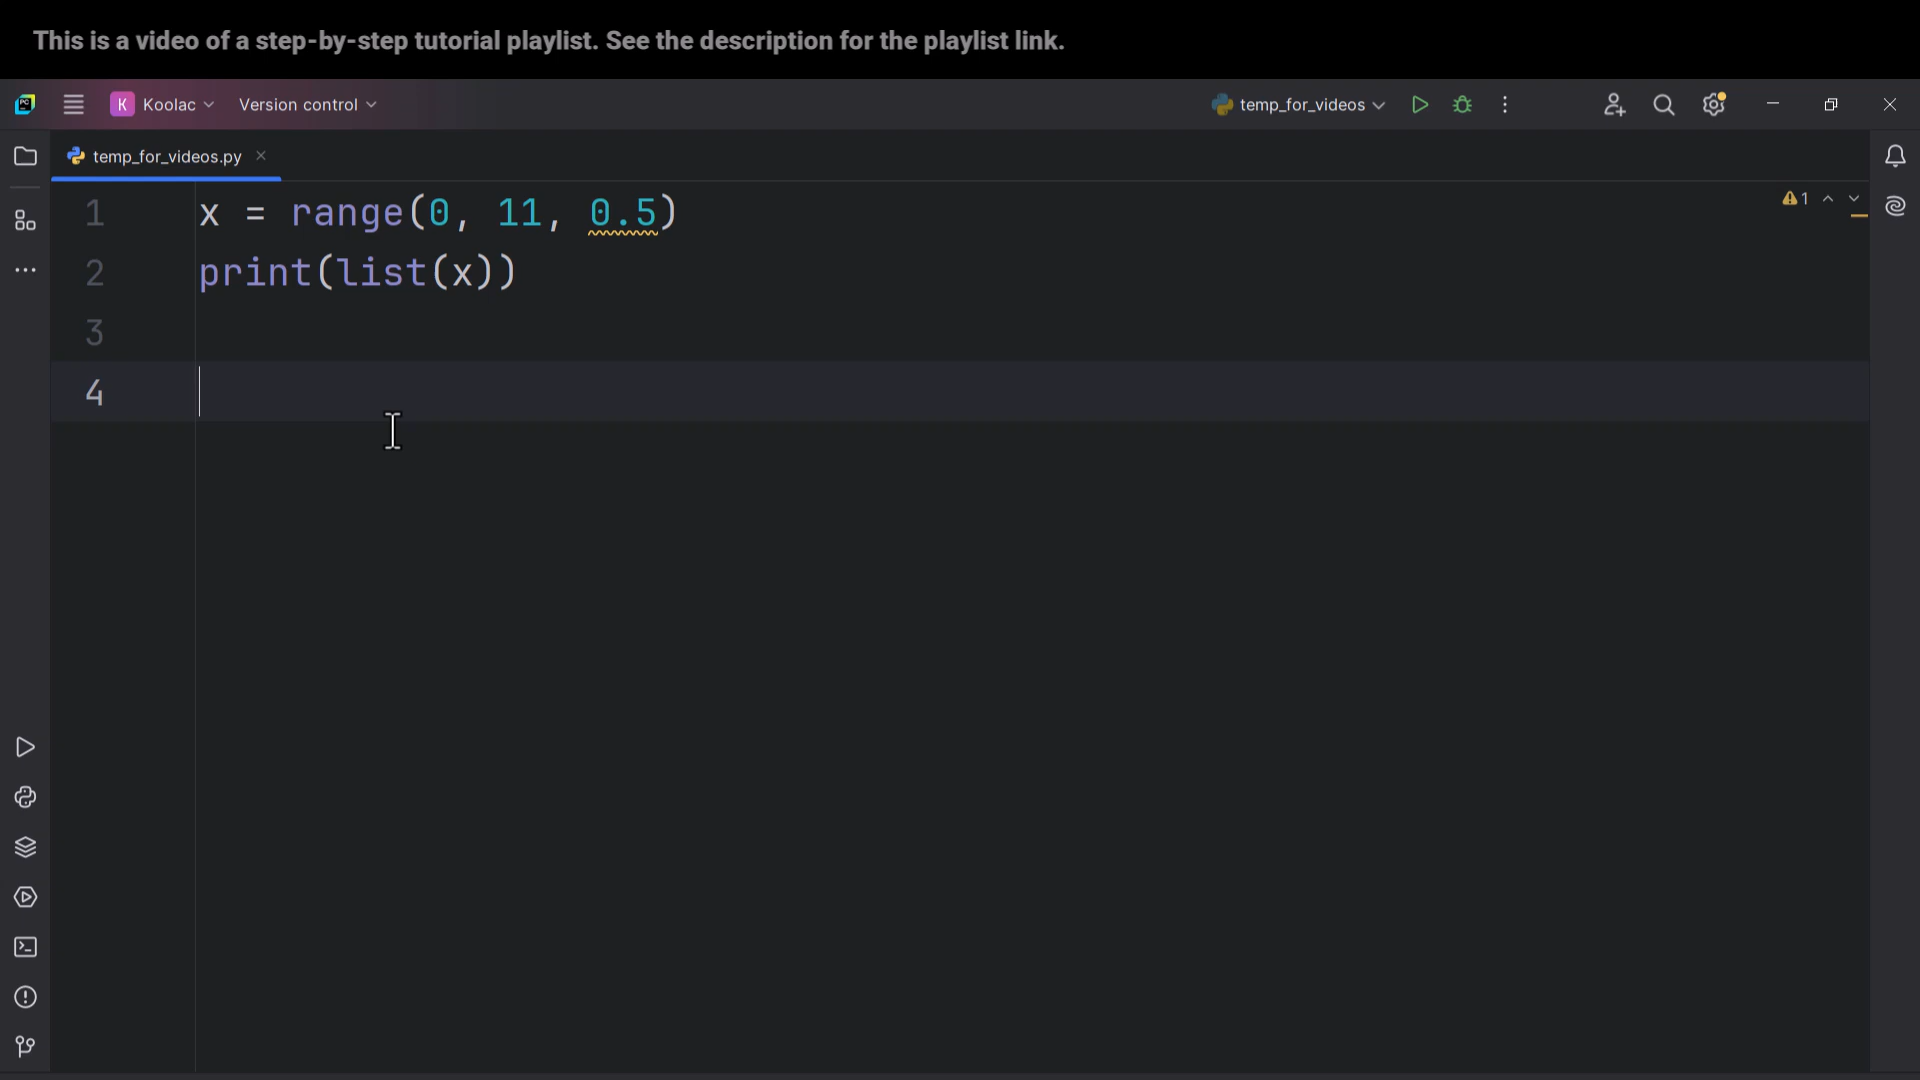 This is a video of a step-by-step tutorial playlist. See the description for the playlist link.
K Koolac Version control temp_for_videos
temp_for_videos.py
1
1 x = range(0, 11, 0.5)
2 print(list(x))
3
4